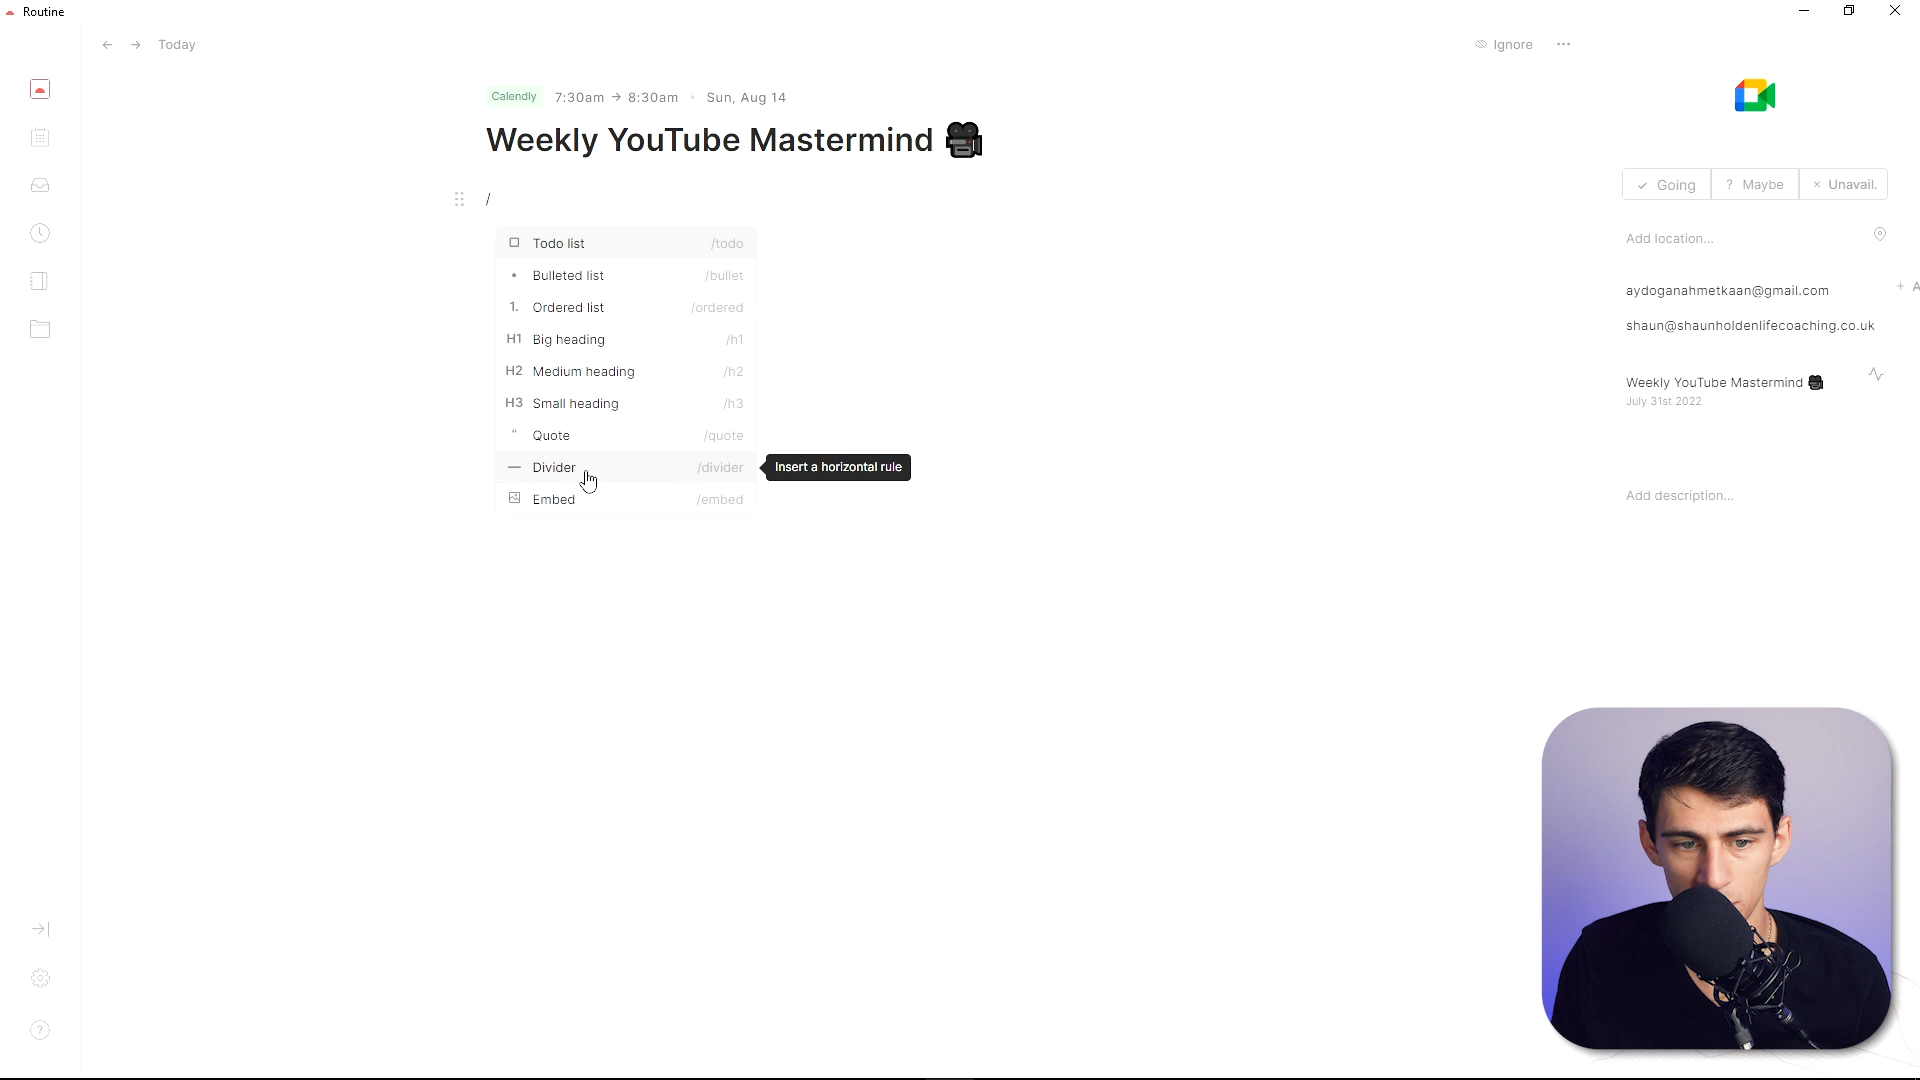 Routine
Today
Ignore
Calendly 7:30am → 8:30am • Sun, Aug 14
Weekly YouTube Mastermind
/
Todo list /todo
Bulleted list /bullet
1. Ordered list /ordered
H1 Big heading /h1
H2 Medium heading /h2
H3 Small heading /h3
" Quote /quote
Divider /divider
Insert a horizontal rule
Embed /embed
Going
? Maybe
× Unavail.
Add location...
aydoganahmetkaan@gmail.com
+ A
shaun@shaunholdenlifecoaching.co.uk
Weekly YouTube Mastermind
July 31st 2022
Add description...
?